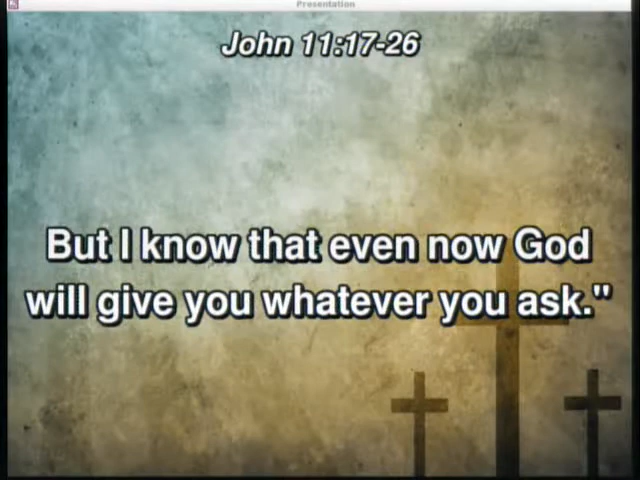 Presentation
John 11:17-26
But I know that even now God
will give you whatever you ask."